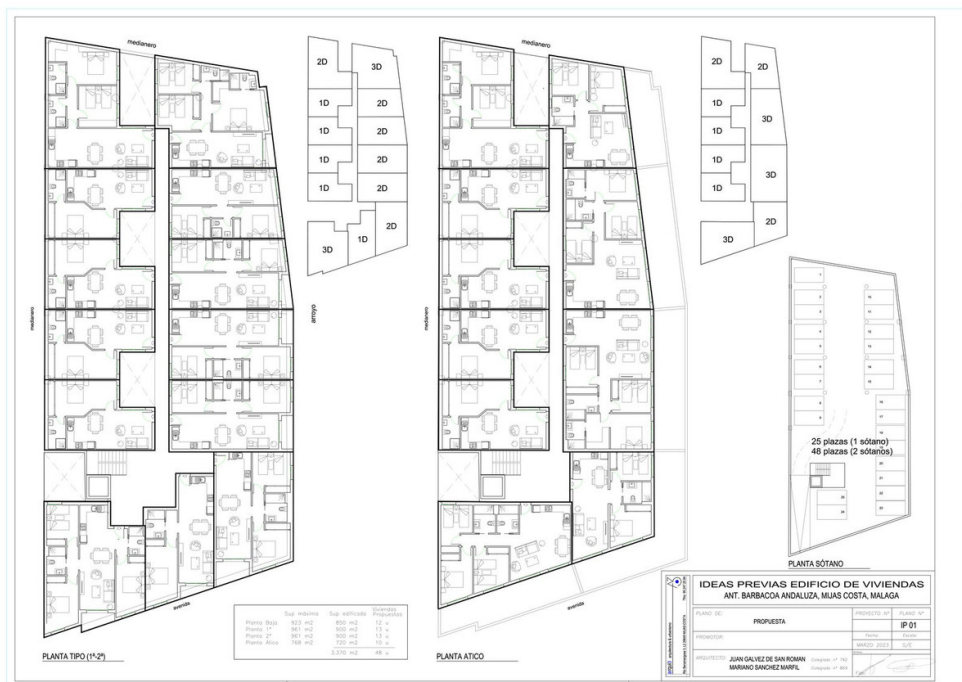 medianero
medianero
arroyo
avenida
2D
3D
1D
2D
1D
2D
1D
2D
1D
2D
2D
3D
1D
PLANTA TIPO (1ª-2ª)
Sup máxima Sup edificada Viviendas Propuestas
Planta Baja 923 m2 850 m2 12 u
Planta 1ª 961 m2 900 m2 13 u
Planta 2ª 961 m2 900 m2 13 u
Planta Atico 768 m2 720 m2 10 u
3.370 m2 48 u
medianero
medianero
avenida
2D
2D
1D
3D
1D
1D
3D
1D
2D
3D
PLANTA ATICO
25 plazas (1 sótano)
48 plazas (2 sótanos)
PLANTA SÓTANO
IDEAS PREVIAS EDIFICIO DE VIVIENDAS
ANT. BARBACOA ANDALUZA, MIJAS COSTA, MALAGA
PLANO DE:
PROPUESTA
PROYECTO Nº
PLANO Nº
IP 01
PROMOTOR:
Fecha:
Escala:
MARZO 2023
S/E
ARQUITECTO:
JUAN GALVEZ DE SAN ROMAN
MARIANO SANCHEZ MARFIL